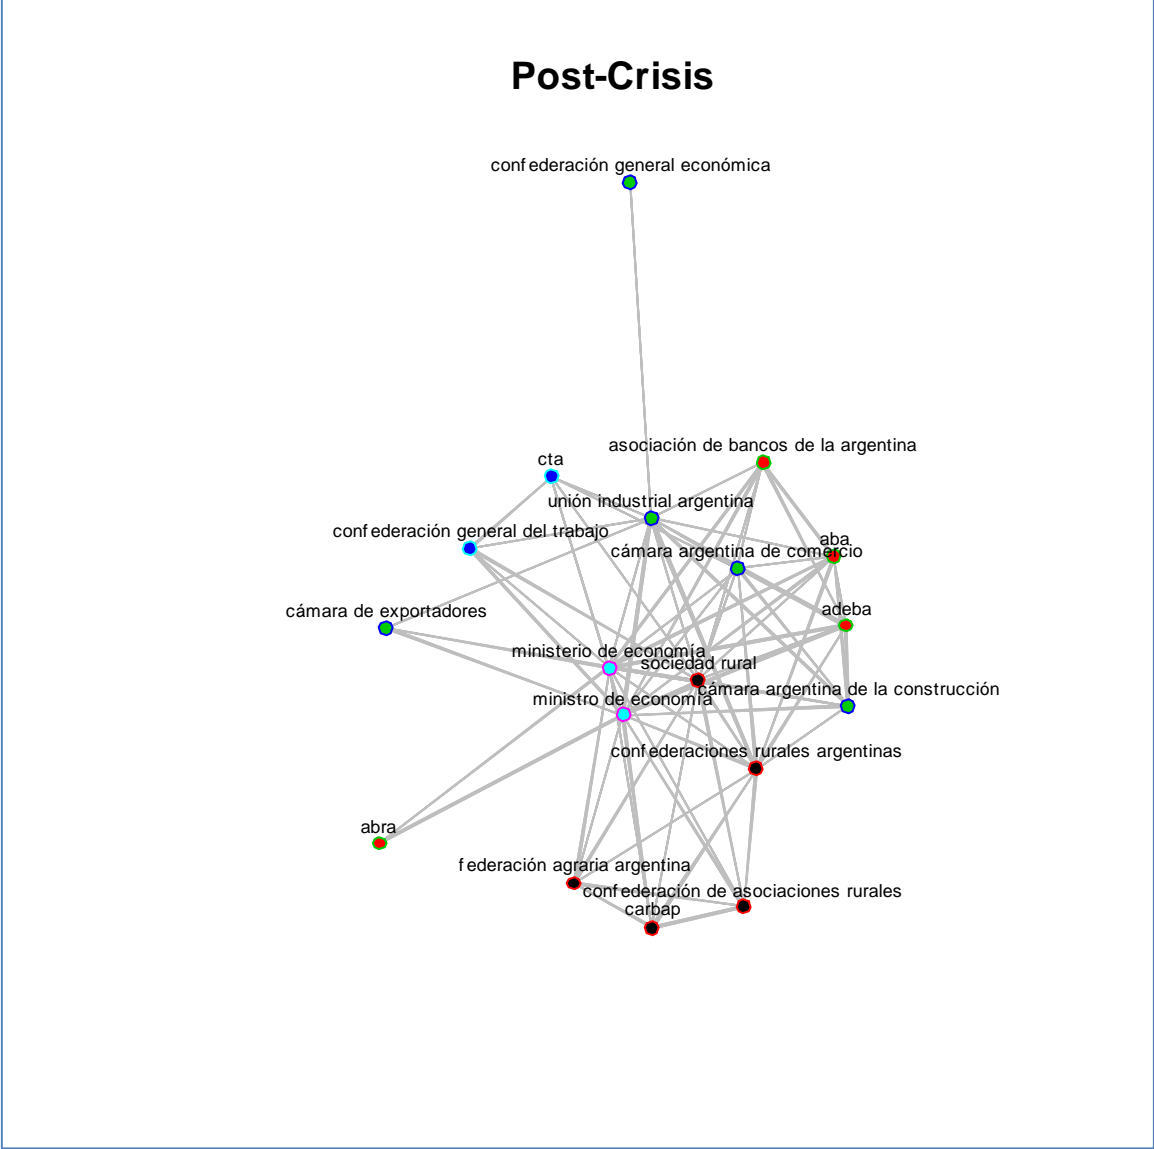 Post-Crisis
confederación general económica
asociación de bancos de la argentina
cta
unión industrial argentina
confederación general del trabajo
aba
cámara argentina de comercio
cámara de exportadores
adeba
ministerio de economía
sociedad rural
cámara argentina de la construcción
ministro de economía
confederaciones rurales argentinas
abra
federación agraria argentina
confederación de asociaciones rurales
carbap